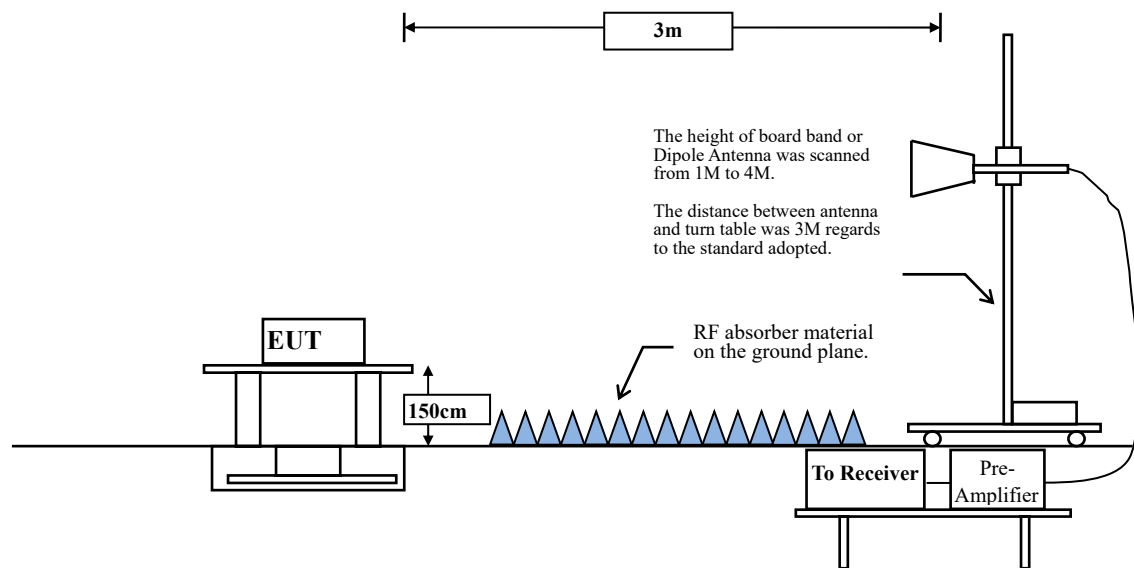 3m
The height of board band or
Dipole Antenna was scanned
from 1M to 4M.
The distance between antenna
and turn table was 3M regards
to the standard adopted.
EUT
RF absorber material
on the ground plane.
150cm
To Receiver
Pre-
Amplifier